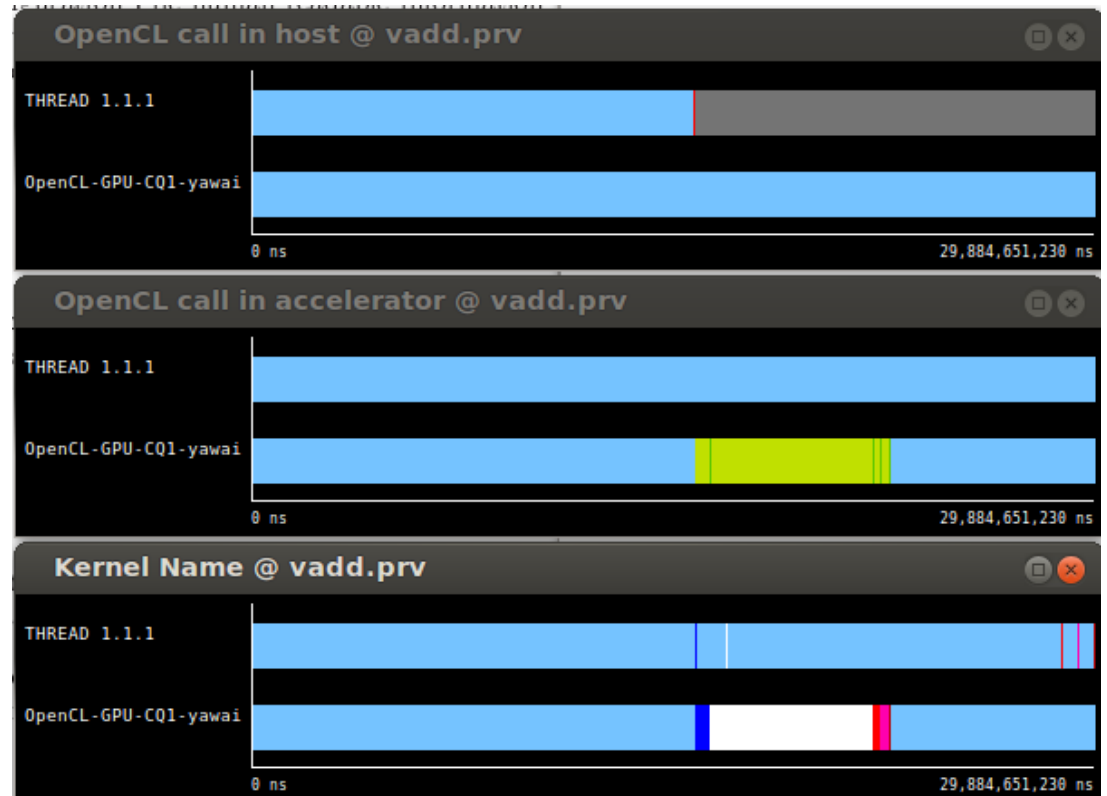 OpenCL call in host @ vadd.prv
THREAD 1.1.1
OpenCL-GPU-CQ1-yawai
0 ns
29,884,651,230 ns
OpenCL call in accelerator @ vadd.prv
THREAD 1.1.1
OpenCL-GPU-CQ1-yawai
0 ns
29,884,651,230 ns
Kernel Name @ vadd.prv
THREAD 1.1.1
OpenCL-GPU-CQ1-yawai
0 ns
29,884,651,230 ns